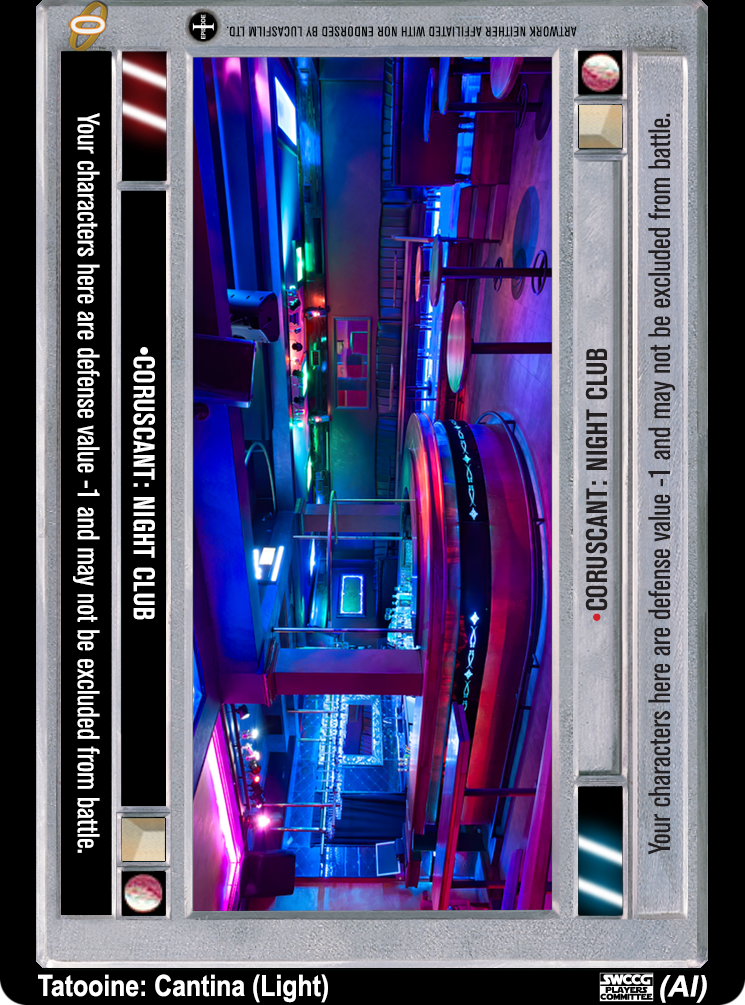 0
EPISODE
I
ARTWORK NEITHER AFFILIATED WITH NOR ENDORSED BY LUCASFILM LTD.
Your characters here are defense value -1 and may not be excluded from battle.
•CORUSCANT: NIGHT CLUB
•CORUSCANT: NIGHT CLUB
Your characters here are defense value -1 and may not be excluded from battle.
Tatooine: Cantina (Light)
SWCCG
PLAYERS
COMMITTEE
(AI)